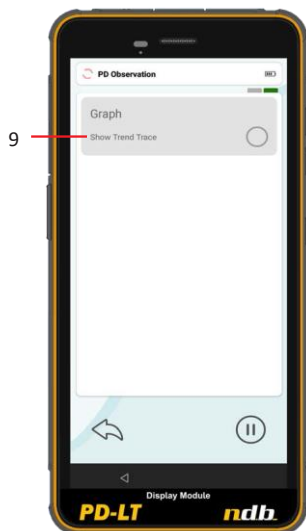 PD Observation
Graph
9
Show Trend Trace
Display Module
PD-LT
ndb